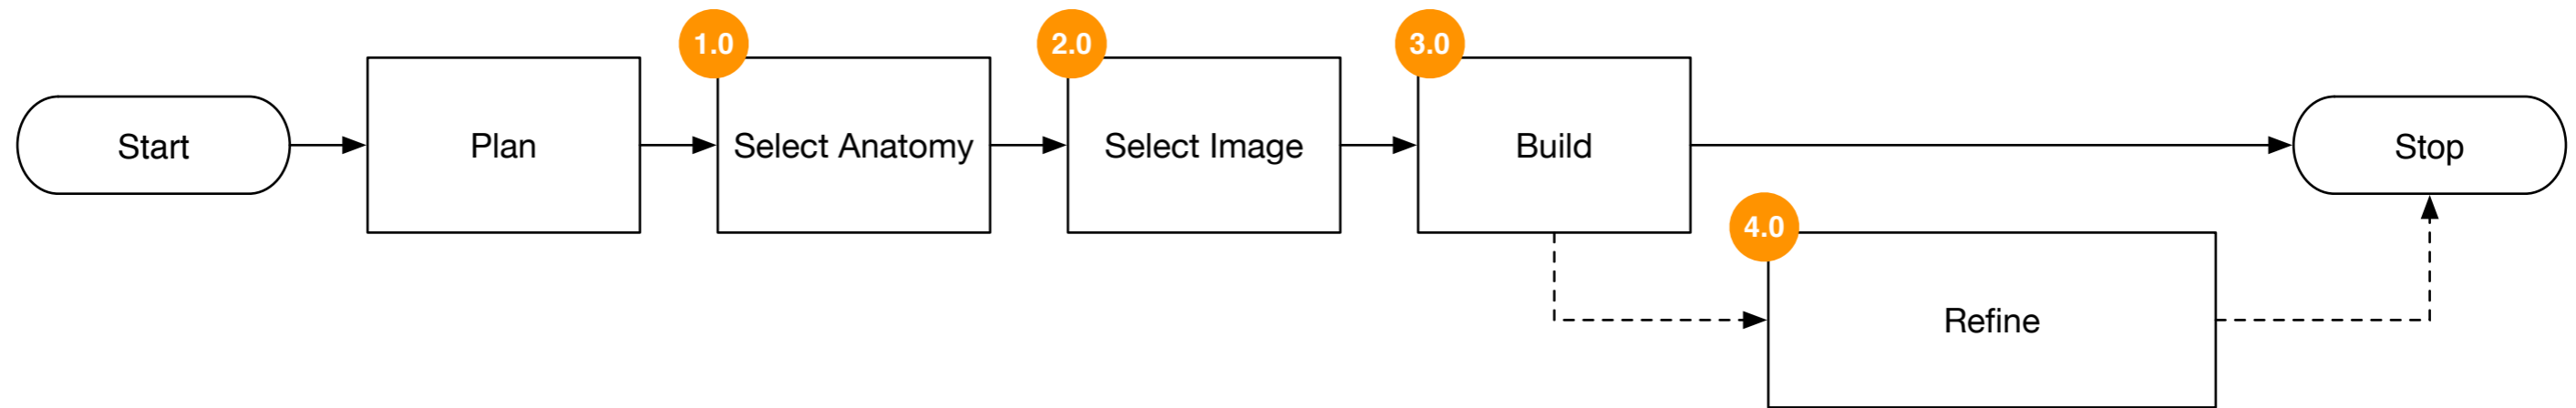 1.0
2.0
3.0
Start
Plan
Select Anatomy
Select Image
Build
Stop
4.0
Refine